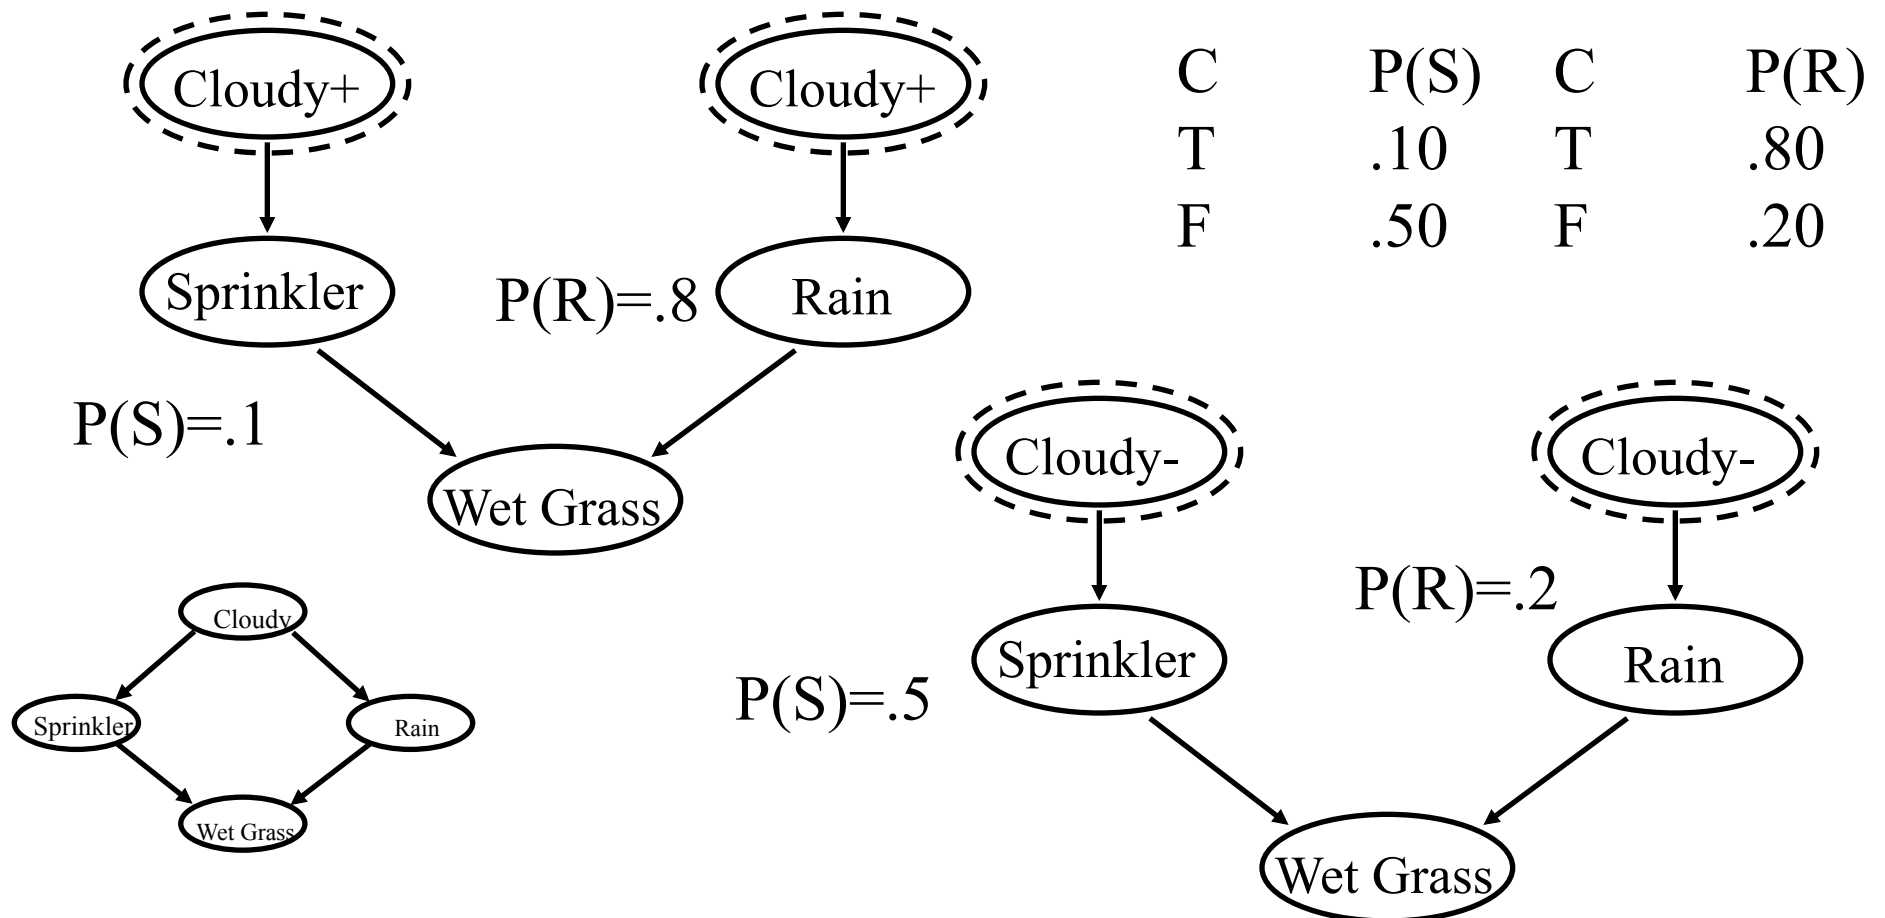 Cloudy+
Cloudy+
C P(S) C P(R)
T .10 T .80
F .50 F .20
Sprinkler
P(R)=.8
Rain
P(S)=.1
Wet Grass
Cloudy-
Cloudy-
P(R)=.2
Sprinkler
Rain
P(S)=.5
Wet Grass
Cloudy
Sprinkler
Rain
Wet Grass